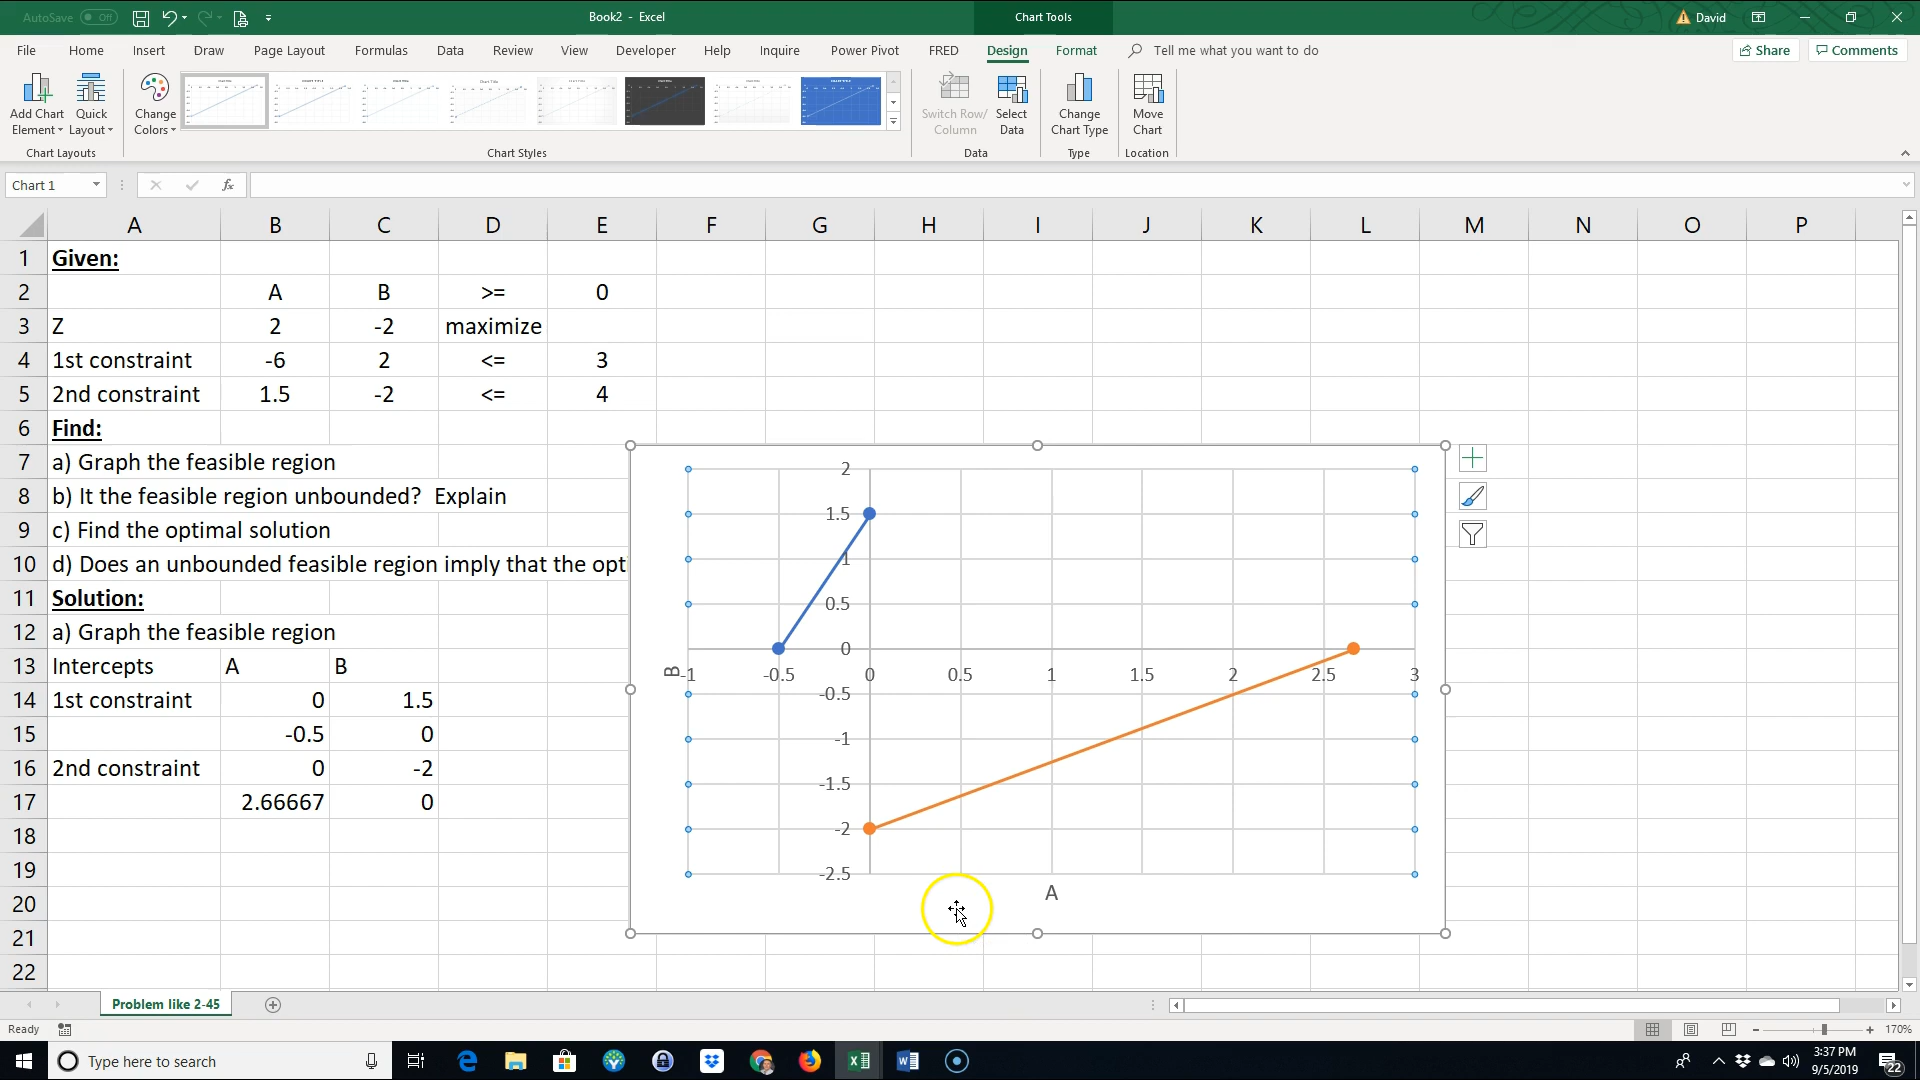 AutoSave Off Book2 - Excel Chart Tools David
File Home Insert Draw Page Layout Formulas Data Review View Developer Help Inquire Power Pivot FRED Design Format Tell me what you want to do Share Comments
Add Chart Element Quick Layout Change Colors Switch Row/ Column Select Data Change Chart Type Move Chart
Chart Layouts Chart Styles Data Type Location
Chart 1 fx
A B C D E F G H I J K L M N O P
1 Given:
2 A B >= 0
3 Z 2 -2 maximize
4 1st constraint -6 2 <= 3
5 2nd constraint 1.5 -2 <= 4
6 Find:
7 a) Graph the feasible region
8 b) It the feasible region unbounded? Explain
9 c) Find the optimal solution
10 d) Does an unbounded feasible region imply that the opti
11 Solution:
12 a) Graph the feasible region
13 Intercepts A B
14 1st constraint 0 1.5
15 -0.5 0
16 2nd constraint 0 -2
17 2.66667 0
18
19
20
21
22
2
1.5
1
0.5
0
B -1 -0.5 0 0.5 1 1.5 2 2.5 3
-0.5
-1
-1.5
-2
-2.5
A
Problem like 2-45
Ready 170%
Type here to search 3:37 PM
9/5/2019 22